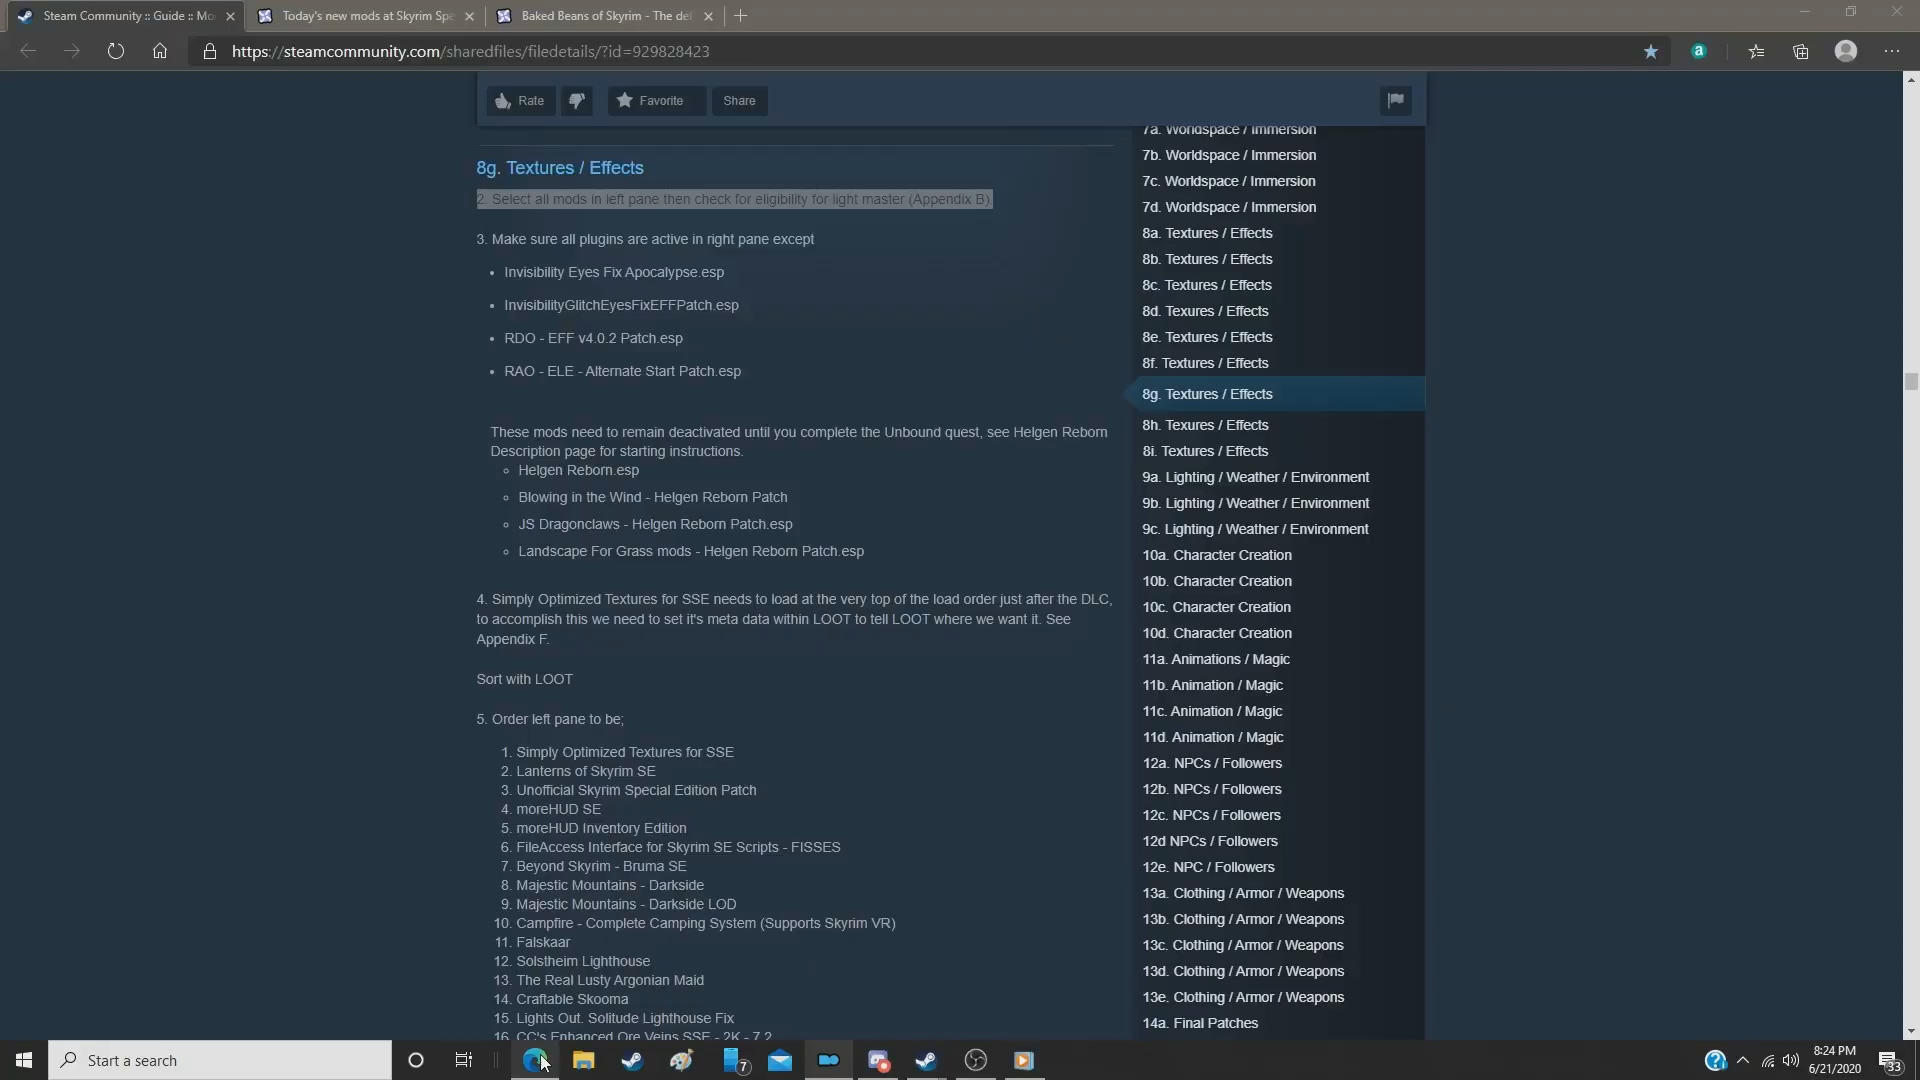 Steam Community :: Guide :: Mo
Today's new mods at Skyrim Spe
Baked Beans of Skyrim - The de
https://steamcommunity.com/sharedfiles/filedetails/?id=929828423
Rate
Favorite
Share
8g. Textures / Effects
2. Select all mods in left pane then check for eligibility for light master (Appendix B).
3. Make sure all plugins are active in right pane except
• Invisibility Eyes Fix Apocalypse.esp
• InvisibilityGlitchEyesFixEFFPatch.esp
• RDO - EFF v4.0.2 Patch.esp
• RAO - ELE - Alternate Start Patch.esp
These mods need to remain deactivated until you complete the Unbound quest, see Helgen Reborn
Description page for starting instructions.
Helgen Reborn.esp
Blowing in the Wind - Helgen Reborn Patch
JS Dragonclaws - Helgen Reborn Patch.esp
Landscape For Grass mods - Helgen Reborn Patch.esp
4. Simply Optimized Textures for SSE needs to load at the very top of the load order just after the DLC,
to accomplish this we need to set it's meta data within LOOT to tell LOOT where we want it. See
Appendix F.
Sort with LOOT
5. Order left pane to be;
1. Simply Optimized Textures for SSE
2. Lanterns of Skyrim SE
3. Unofficial Skyrim Special Edition Patch
4. moreHUD SE
5. moreHUD Inventory Edition
6. FileAccess Interface for Skyrim SE Scripts - FISSES
7. Beyond Skyrim - Bruma SE
8. Majestic Mountains - Darkside
9. Majestic Mountains - Darkside LOD
10. Campfire - Complete Camping System (Supports Skyrim VR)
11. Falskaar
12. Solstheim Lighthouse
13. The Real Lusty Argonian Maid
14. Craftable Skooma
15. Lights Out. Solitude Lighthouse Fix
16. CC's Enhanced Ore Veins SSE - 2K - 7.2
7a. Worldspace / Immersion
7b. Worldspace / Immersion
7c. Worldspace / Immersion
7d. Worldspace / Immersion
8a. Textures / Effects
8b. Textures / Effects
8c. Textures / Effects
8d. Texures / Effects
8e. Textures / Effects
8f. Textures / Effects
8g. Textures / Effects
8h. Texures / Effects
8i. Textures / Effects
9a. Lighting / Weather / Environment
9b. Lighting / Weather / Environment
9c. Lighting / Weather / Environment
10a. Character Creation
10b. Character Creation
10c. Character Creation
10d. Character Creation
11a. Animations / Magic
11b. Animation / Magic
11c. Animation / Magic
11d. Animation / Magic
12a. NPCs / Followers
12b. NPCs / Followers
12c. NPCs / Followers
12d NPCs / Followers
12e. NPC / Followers
13a. Clothing / Armor / Weapons
13b. Clothing / Armor / Weapons
13c. Clothing / Armor / Weapons
13d. Clothing / Armor / Weapons
13e. Clothing / Armor / Weapons
14a. Final Patches
Start a search
7
8:24 PM
6/21/2020
33